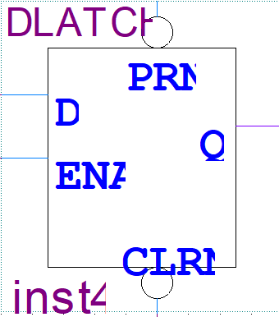 DLATCH
PRN
D
Q
ENA
CLRN
inst4